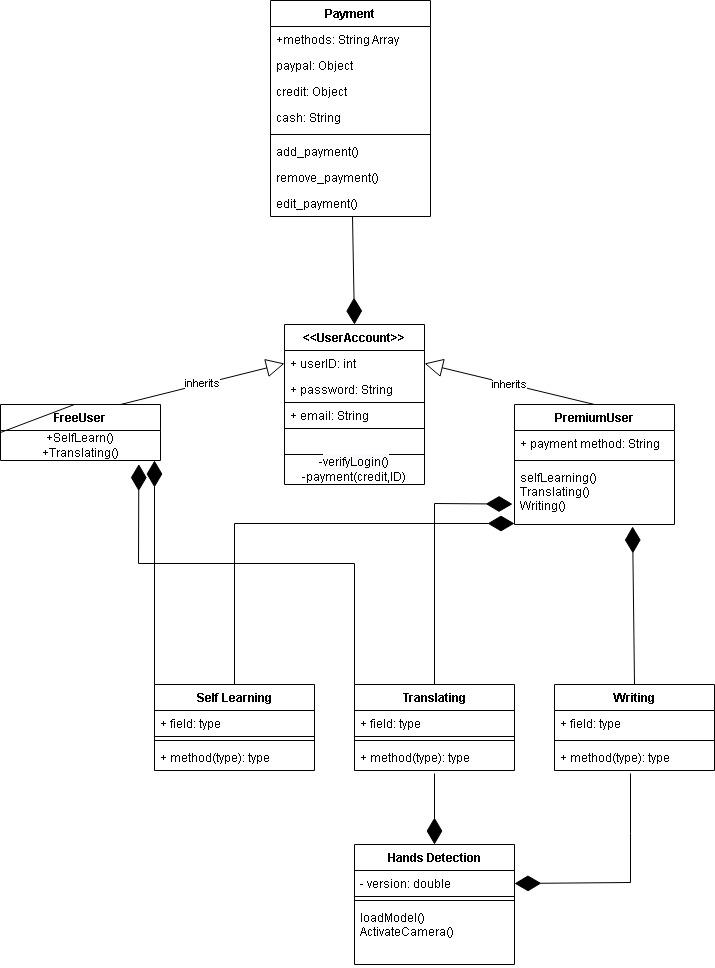 Payment
+methods: String Array
paypal: Object
credit: Object
cash: String
add_payment()
remove_payment()
edit_payment()
<<UserAccount>>
+ userID: int
+ password: String
+ email: String
-verifyLogin()
-payment(credit,ID)
inherits
inherits
FreeUser
+SelfLearn()
+Translating()
PremiumUser
+ payment method: String
selfLearning()
Translating()
Writing()
Self Learning
+ field: type
+ method(type): type
Translating
+ field: type
+ method(type): type
Writing
+ field: type
+ method(type): type
Hands Detection
- version: double
loadModel()
ActivateCamera()